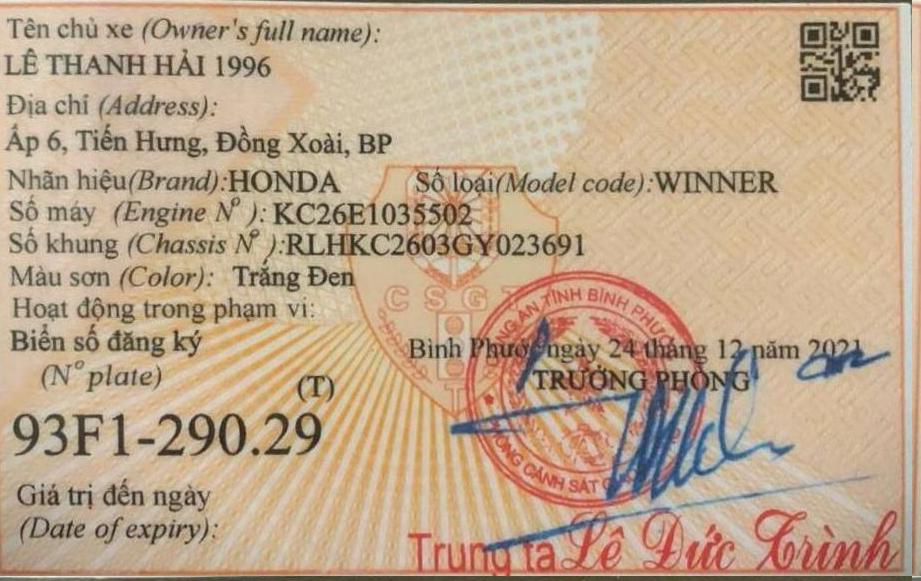 Tên chủ xe (Owner's full name):
LÊ THANH HẢI 1996
Địa chỉ (Address):
Ấp 6, Tiến Hưng, Đồng Xoài, BP
Nhãn hiệu(Brand):HONDA Số loại(Model code):WINNER
Số máy (Engine Nº ): KC26E1035502
Số khung (Chassis Nº ):RLHKC2603GY023691
Màu sơn (Color): Trắng Đen
Hoạt động trong phạm vi:
CSGT
CÔNG AN TỈNH BÌNH PHƯỚC
Biển số đăng ký
Bình Phước ngày 24 tháng 12 năm 2021
(Nº plate)
TRƯỞNG PHÒNG
(T)
93F1-290.29
PHÒNG CẢNH SÁT
Giá trị đến ngày
(Date of expiry):
Trung tá Lê Đức Trình